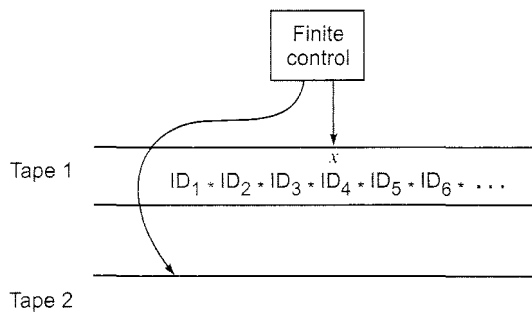 Finite
control
x
Tape 1
ID₁ * ID₂ * ID₃ * ID₄ * ID₅ * ID₆ * . . .
Tape 2